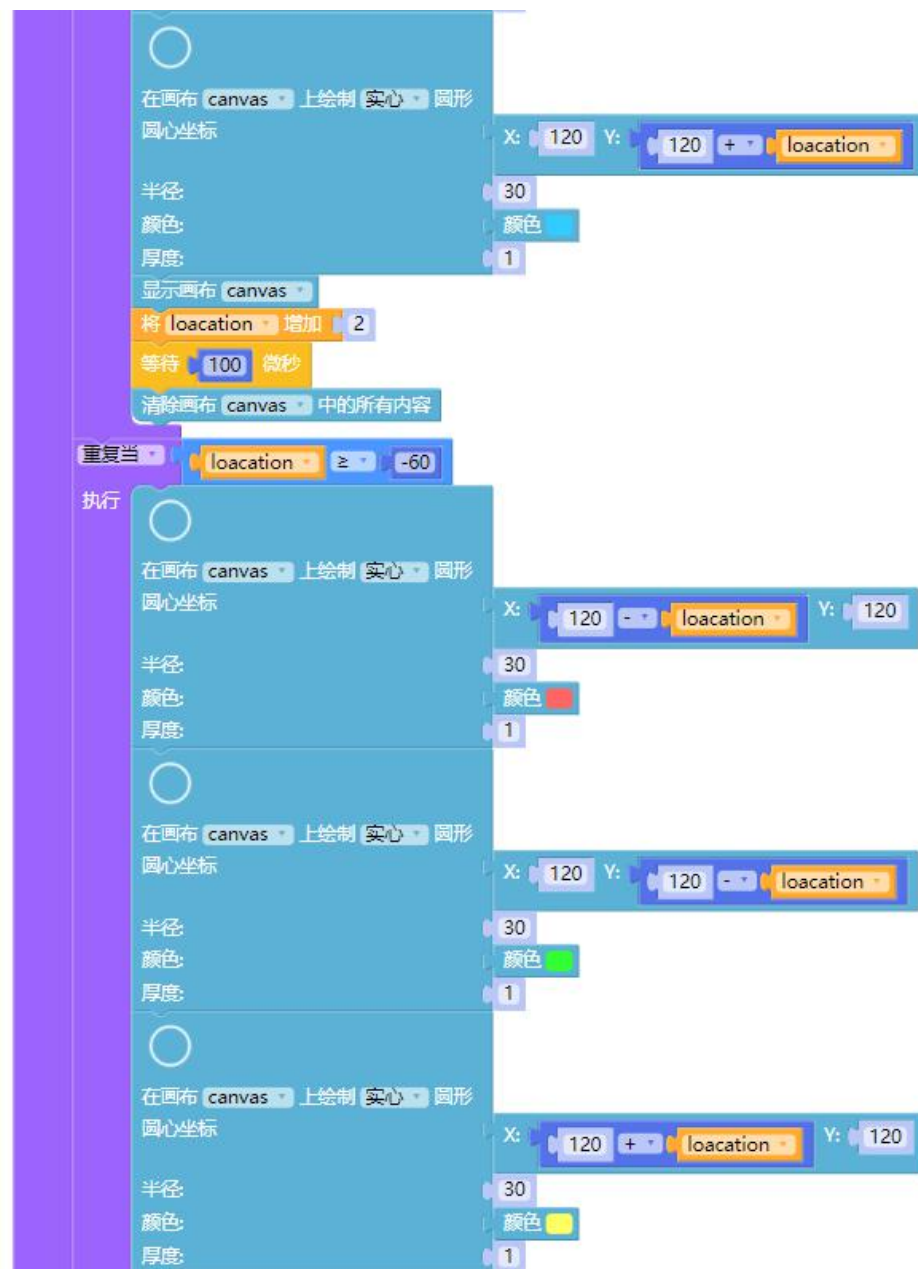 在画布 canvas 上绘制 实心 圆形
圆心坐标 X: 120 Y: 120 + loacation
半径: 30
颜色: 颜色
厚度: 1
显示画布 canvas
将 loacation 增加 2
等待 100 微秒
清除画布 canvas 中的所有内容
重复当 loacation ≥ -60
执行
在画布 canvas 上绘制 实心 圆形
圆心坐标 X: 120 - loacation Y: 120
半径: 30
颜色: 颜色
厚度: 1
在画布 canvas 上绘制 实心 圆形
圆心坐标 X: 120 Y: 120 - loacation
半径: 30
颜色: 颜色
厚度: 1
在画布 canvas 上绘制 实心 圆形
圆心坐标 X: 120 + loacation Y: 120
半径: 30
颜色: 颜色
厚度: 1